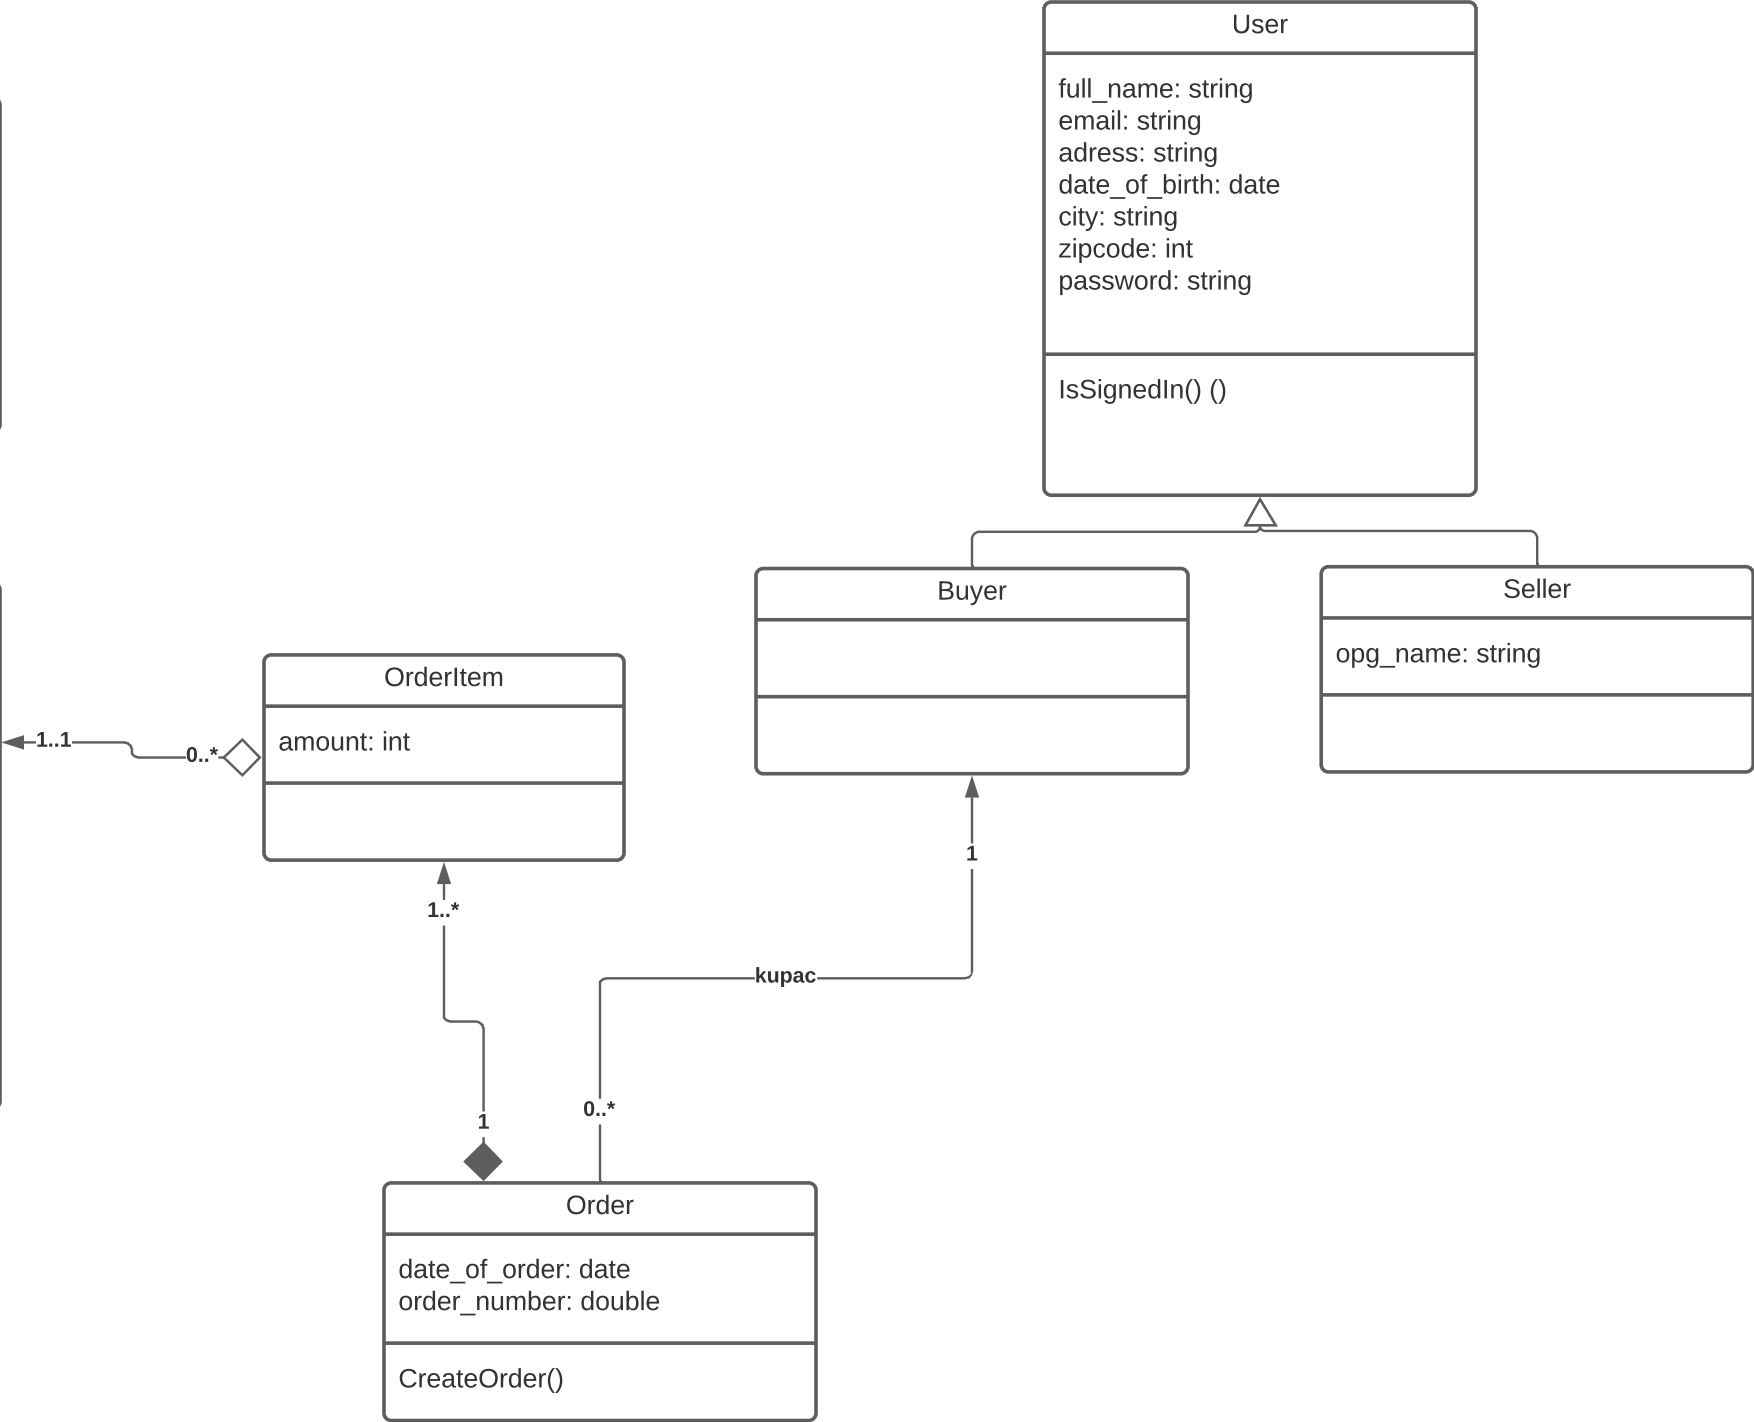 User
full_name: string
email: string
adress: string
date_of_birth: date
city: string
zipcode: int
password: string
IsSignedIn() ()
Buyer
Seller
opg_name: string
OrderItem
amount: int
1..1
0..*
1
1..*
kupac
0..*
1
Order
date_of_order: date
order_number: double
CreateOrder()